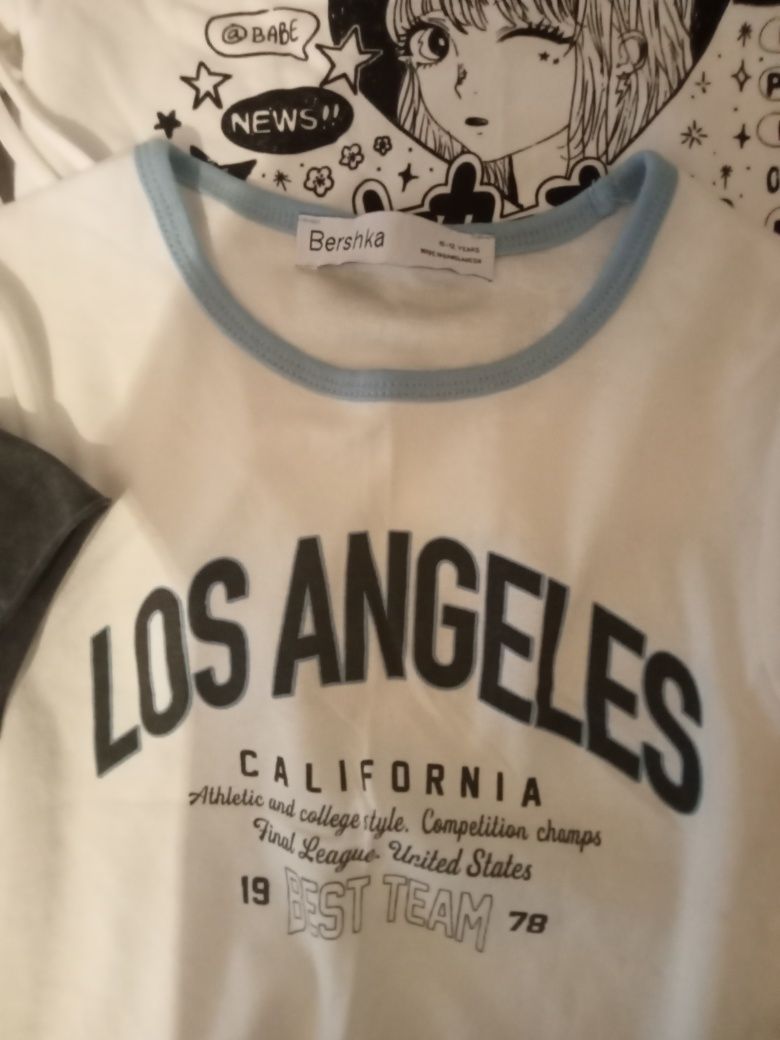 @BABE
NEWS!!
Bershka
YEARS
LOS ANGELES
CALIFORNIA
Athletic and college style. Competition champs
Final League- United States
19 BEST TEAM 78